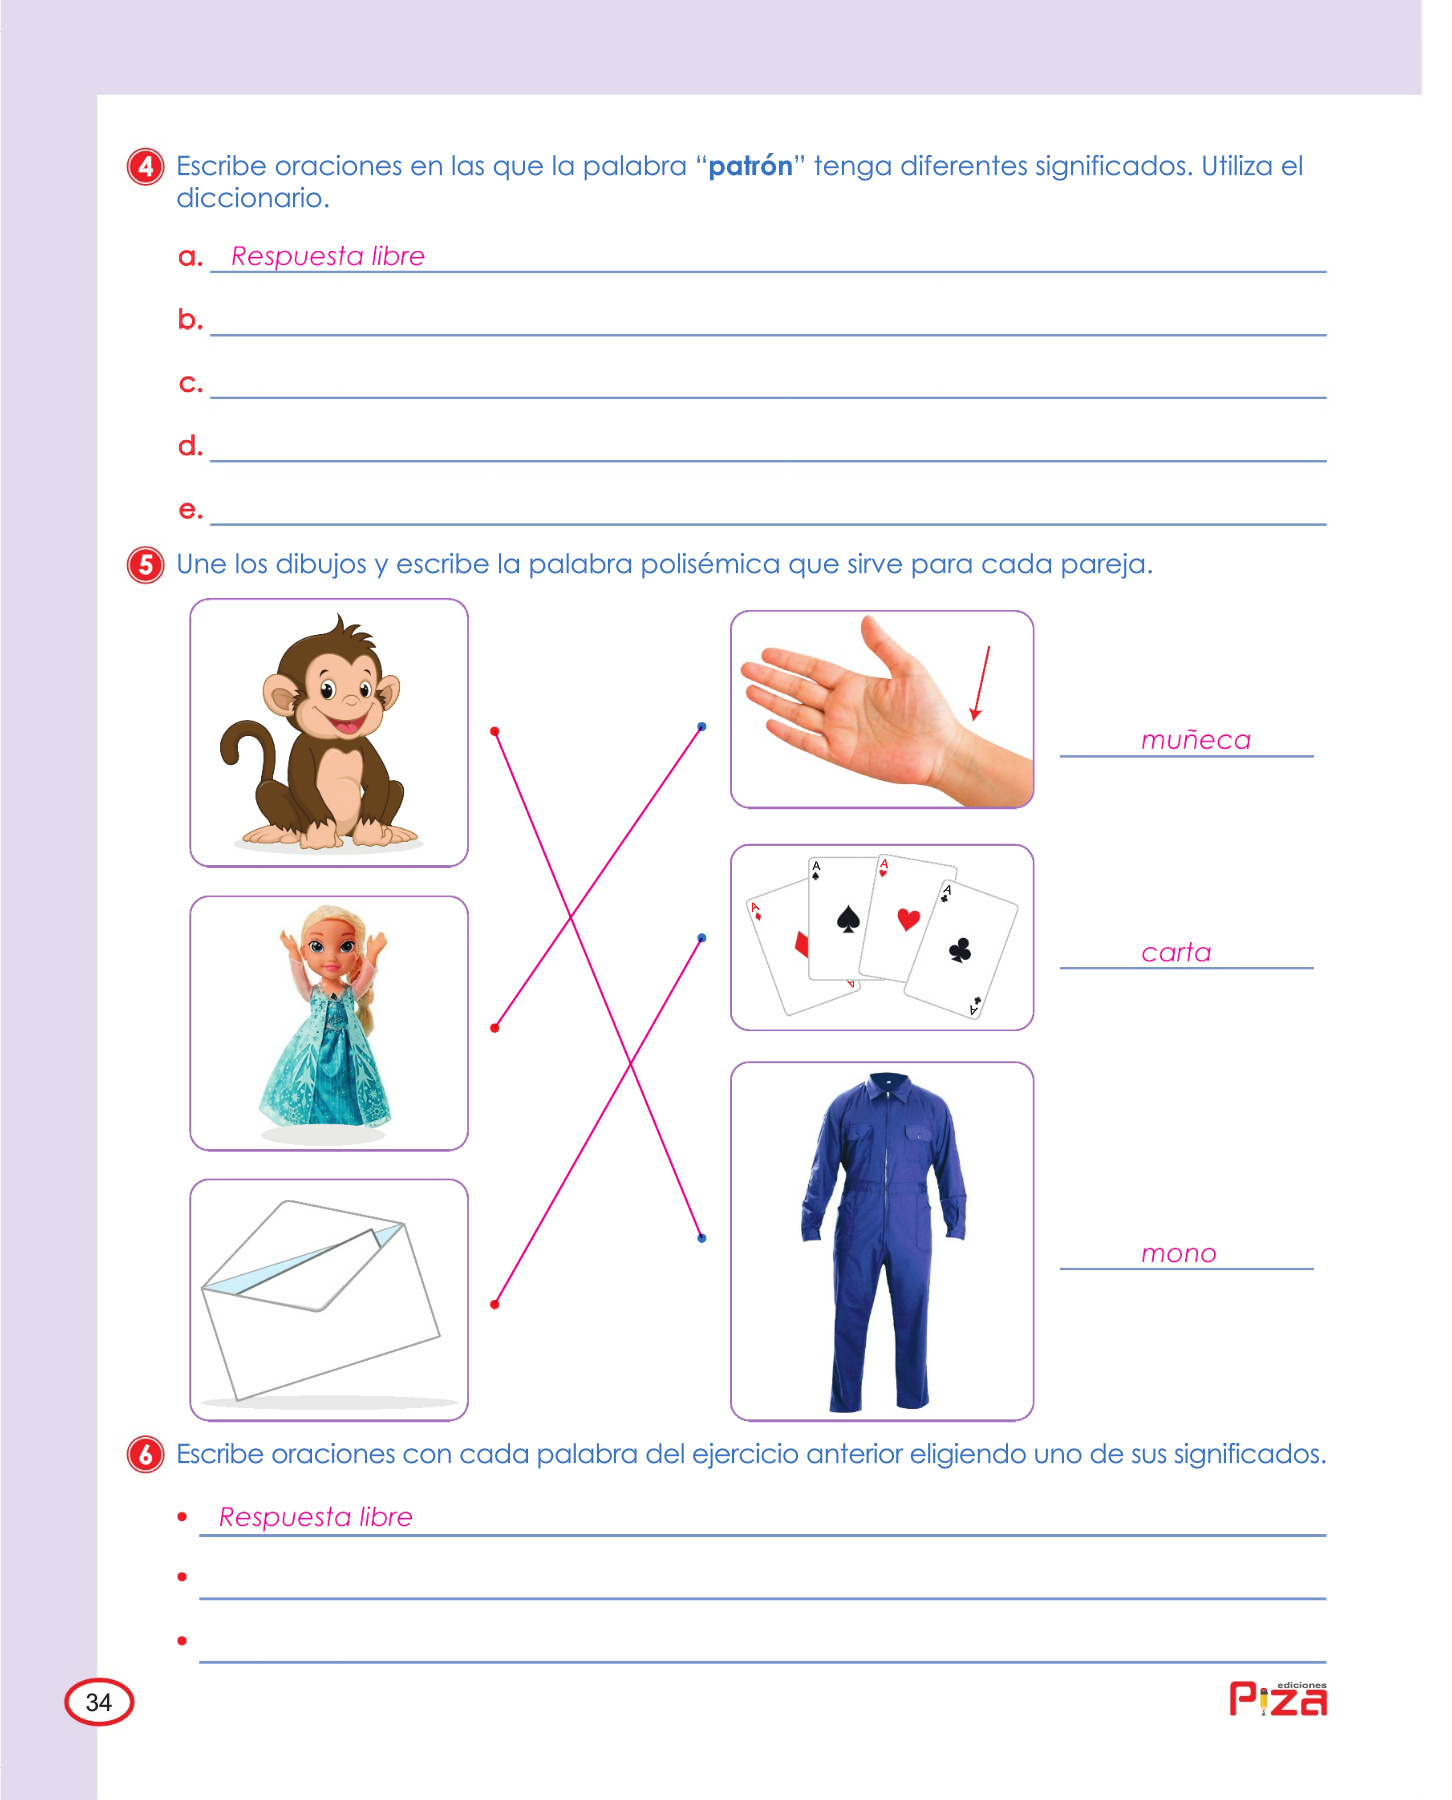 4 Escribe oraciones en las que la palabra “patrón” tenga diferentes significados. Utiliza el
diccionario.
a. Respuesta libre
b.
c.
d.
e.
5 Une los dibujos y escribe la palabra polisémica que sirve para cada pareja.
muñeca
A
A
A
A
A
A
carta
mono
6 Escribe oraciones con cada palabra del ejercicio anterior eligiendo uno de sus significados.
• Respuesta libre
•
•
34
ediciones
Piza